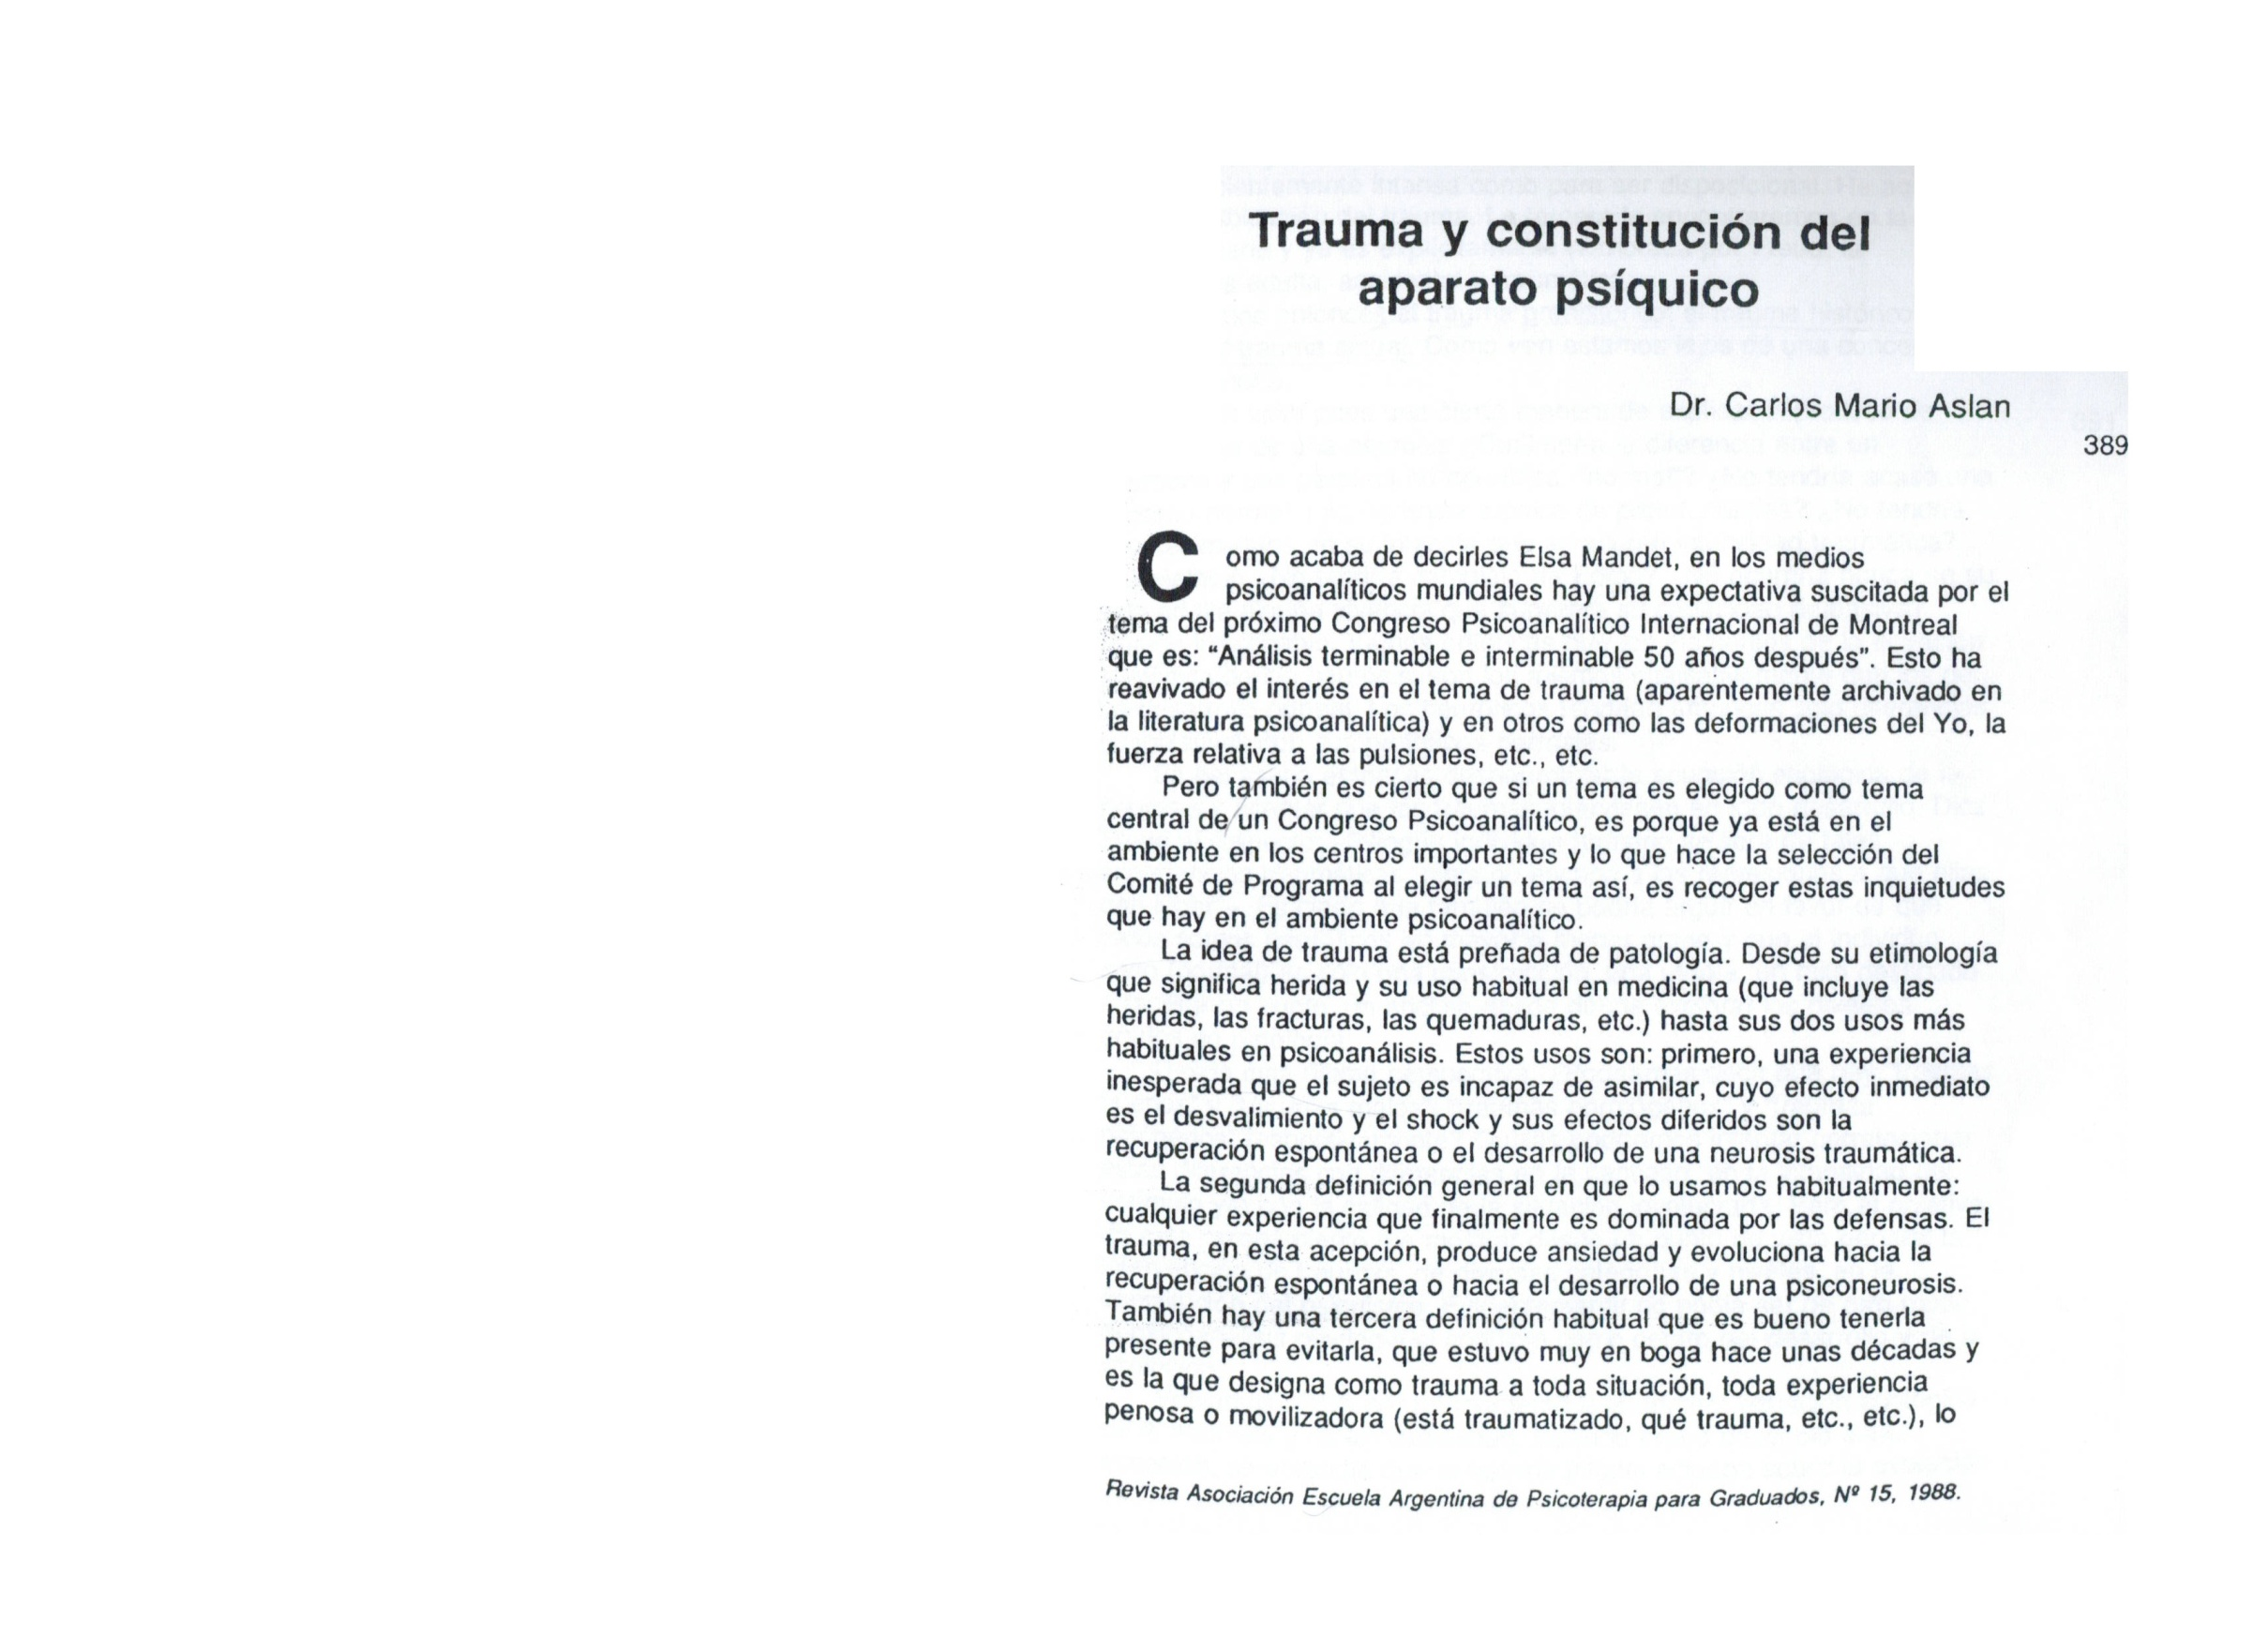 Trauma y constitución del
aparato psíquico
Dr. Carlos Mario Aslan
389
Como acaba de decirles Elsa Mandet, en los medios
psicoanalíticos mundiales hay una expectativa suscitada por el
tema del próximo Congreso Psicoanalítico Internacional de Montreal
que es: “Análisis terminable e interminable 50 años después”. Esto ha
reavivado el interés en el tema de trauma (aparentemente archivado en
la literatura psicoanalítica) y en otros como las deformaciones del Yo, la
fuerza relativa a las pulsiones, etc., etc.
Pero también es cierto que si un tema es elegido como tema
central de un Congreso Psicoanalítico, es porque ya está en el
ambiente en los centros importantes y lo que hace la selección del
Comité de Programa al elegir un tema así, es recoger estas inquietudes
que hay en el ambiente psicoanalítico.
La idea de trauma está preñada de patología. Desde su etimología
que significa herida y su uso habitual en medicina (que incluye las
heridas, las fracturas, las quemaduras, etc.) hasta sus dos usos más
habituales en psicoanálisis. Estos usos son: primero, una experiencia
inesperada que el sujeto es incapaz de asimilar, cuyo efecto inmediato
es el desvalimiento y el shock y sus efectos diferidos son la
recuperación espontánea o el desarrollo de una neurosis traumática.
La segunda definición general en que lo usamos habitualmente:
cualquier experiencia que finalmente es dominada por las defensas. El
trauma, en esta acepción, produce ansiedad y evoluciona hacia la
recuperación espontánea o hacia el desarrollo de una psiconeurosis.
También hay una tercera definición habitual que es bueno tenerla
presente para evitarla, que estuvo muy en boga hace unas décadas y
es la que designa como trauma a toda situación, toda experiencia
penosa o movilizadora (está traumatizado, qué trauma, etc., etc.), lo
Revista Asociación Escuela Argentina de Psicoterapia para Graduados, Nº 15, 1988.